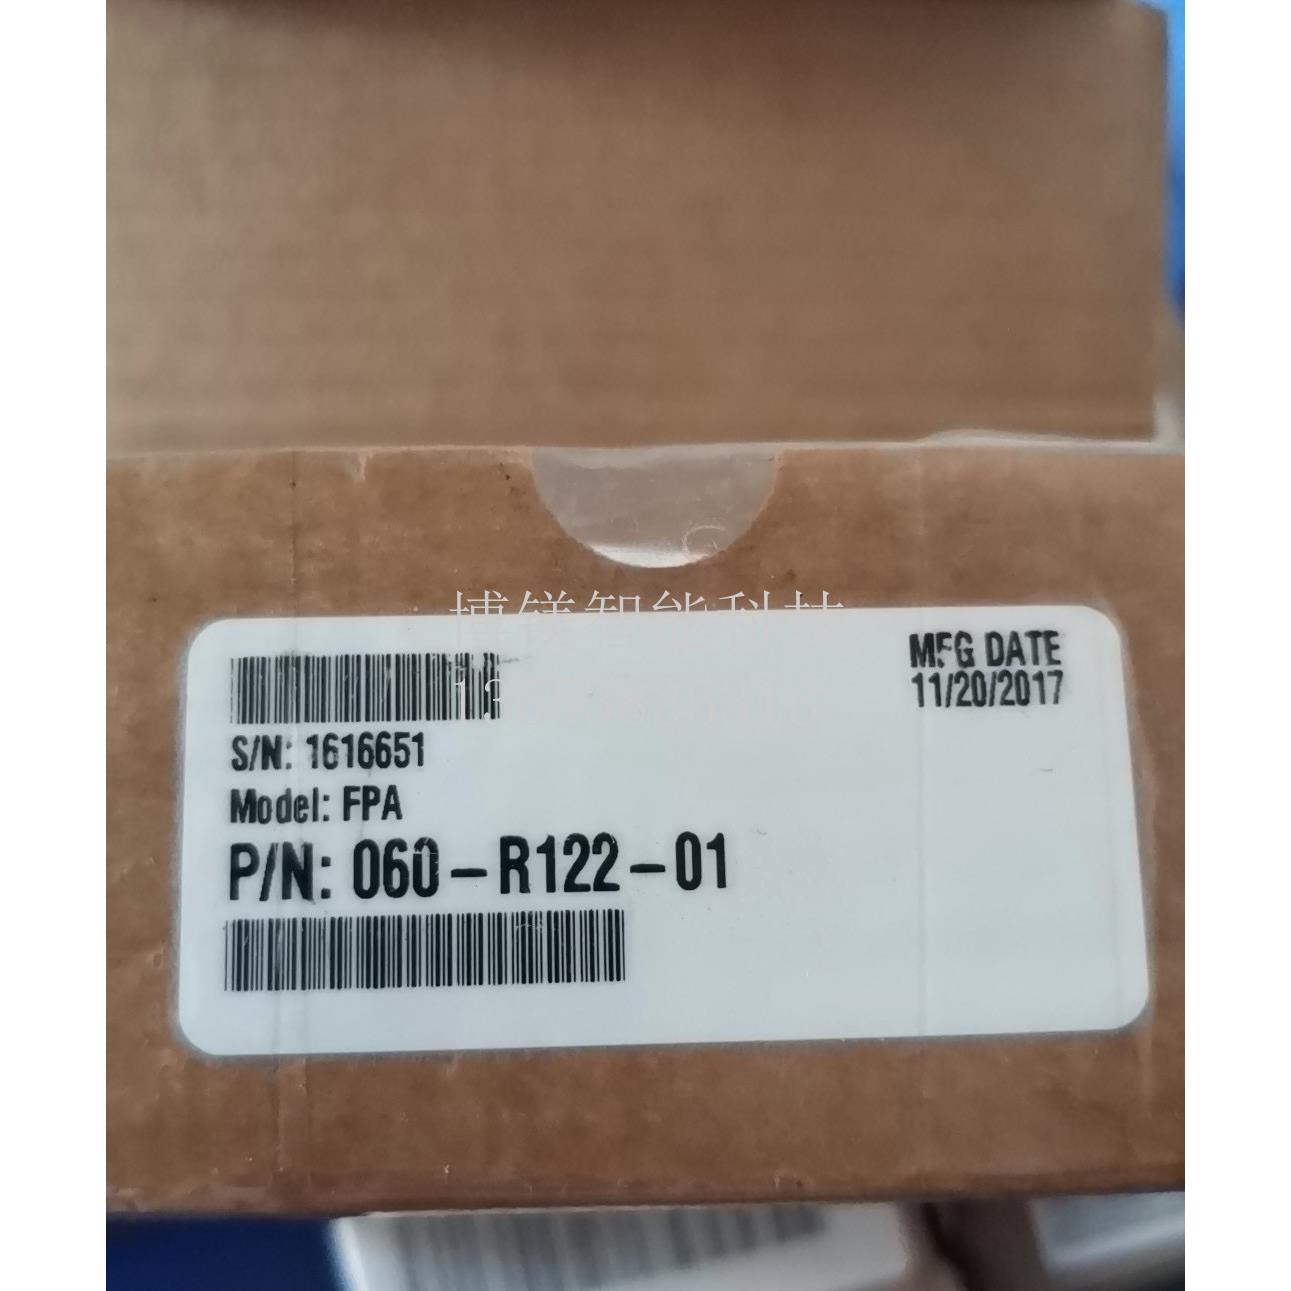 博镁智能科技
MFG DATE
11/20/2017
S/N: 1616651
Model: FPA
P/N: 060-R122-01